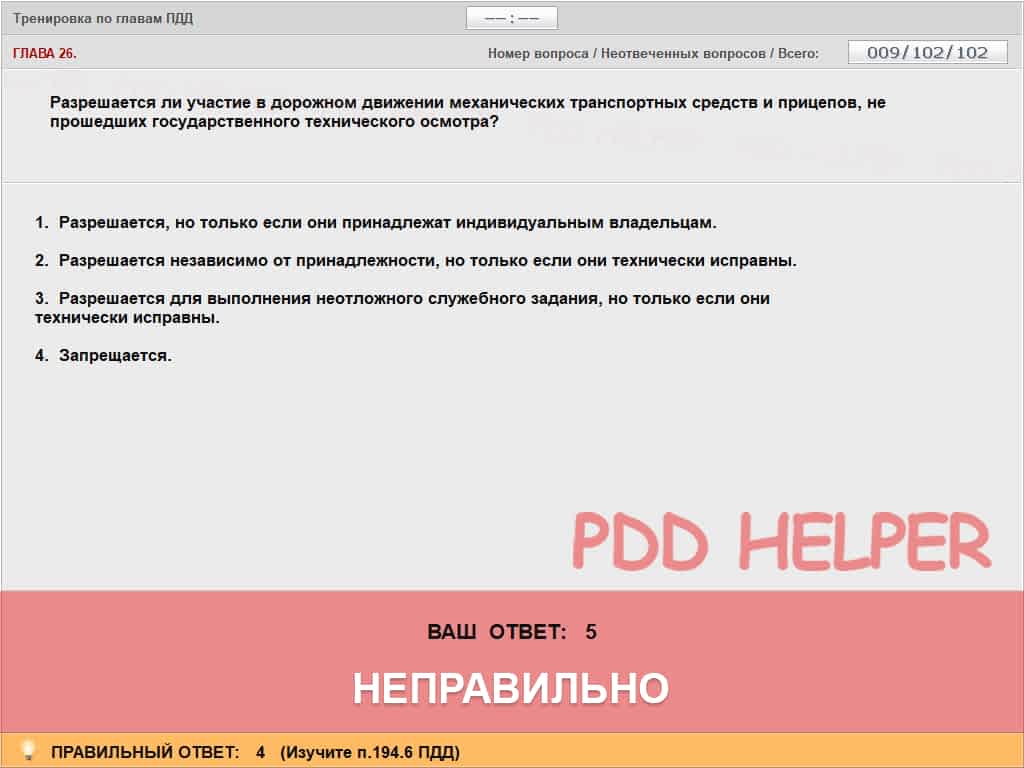 Тренировка по главам ПДД
–– : ––
ГЛАВА 26.
Номер вопроса / Неотвеченных вопросов / Всего:
009/102/102
Разрешается ли участие в дорожном движении механических транспортных средств и прицепов, не
прошедших государственного технического осмотра?
1. Разрешается, но только если они принадлежат индивидуальным владельцам.
2. Разрешается независимо от принадлежности, но только если они технически исправны.
3. Разрешается для выполнения неотложного служебного задания, но только если они
технически исправны.
4. Запрещается.
PDD HELPER
ВАШ ОТВЕТ: 5
НЕПРАВИЛЬНО
ПРАВИЛЬНЫЙ ОТВЕТ: 4 (Изучите п.194.6 ПДД)